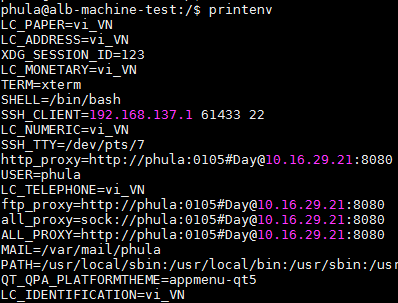 phula@alb-machine-test:/$ printenv
LC_PAPER=vi_VN
LC_ADDRESS=vi_VN
XDG_SESSION_ID=123
LC_MONETARY=vi_VN
TERM=xterm
SHELL=/bin/bash
SSH_CLIENT=192.168.137.1 61433 22
LC_NUMERIC=vi_VN
SSH_TTY=/dev/pts/7
http_proxy=http://phula:0105#Day@10.16.29.21:8080
USER=phula
LC_TELEPHONE=vi_VN
ftp_proxy=http://phula:0105#Day@10.16.29.21:8080
all_proxy=sock://phula:0105#Day@10.16.29.21:8080
ALL_PROXY=http://phula:0105#Day@10.16.29.21:8080
MAIL=/var/mail/phula
PATH=/usr/local/sbin:/usr/local/bin:/usr/sbin:/us
QT_QPA_PLATFORMTHEME=appmenu-qt5
LC_IDENTIFICATION=vi_VN